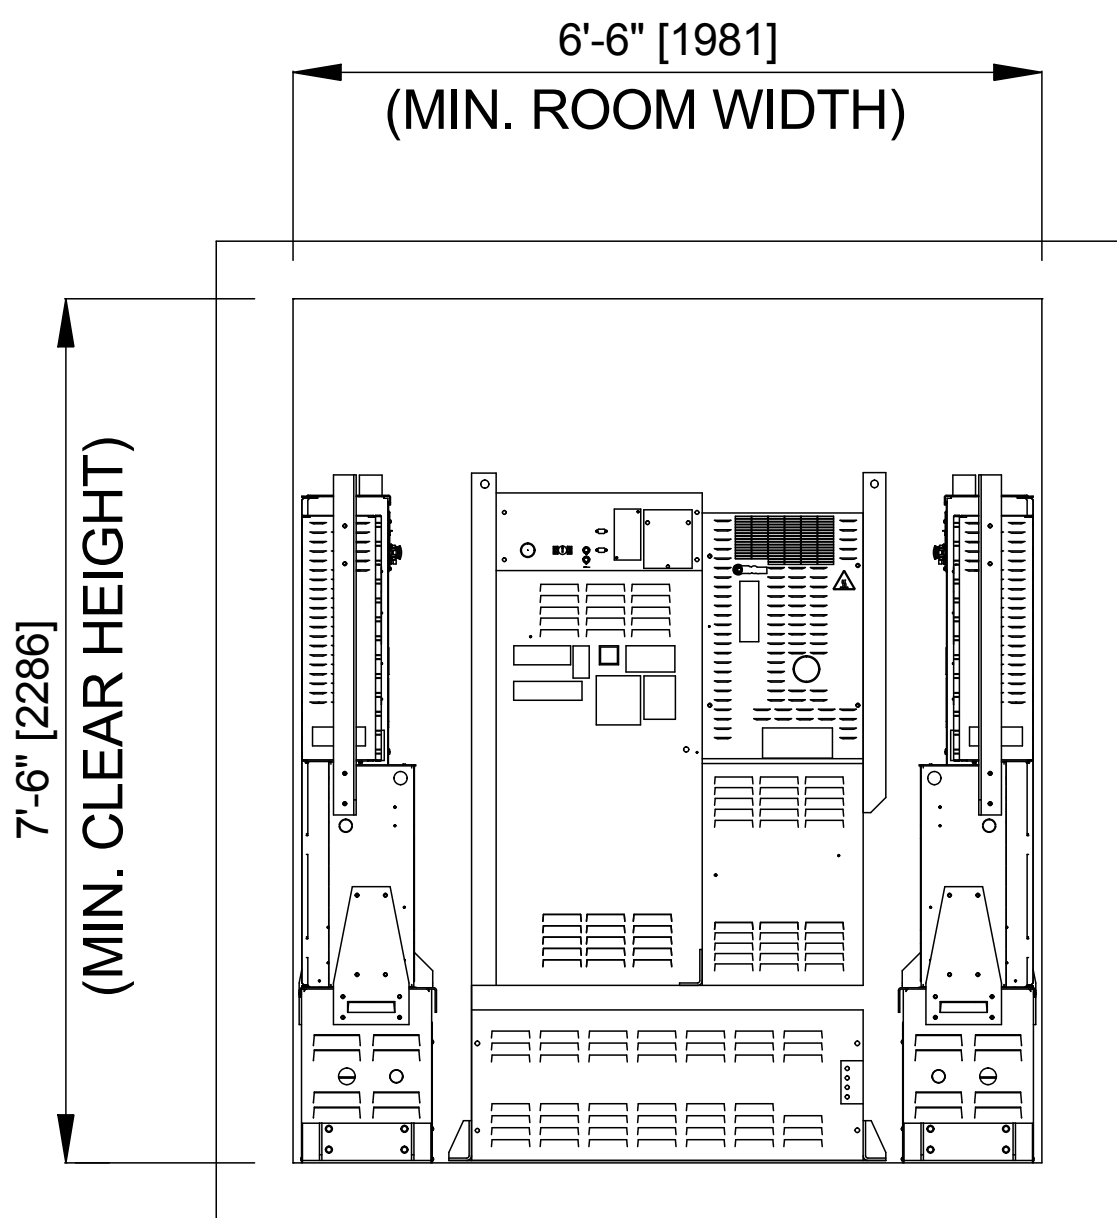 6'-6" [1981]
(MIN. ROOM WIDTH)
7'-6" [2286]
(MIN. CLEAR HEIGHT)